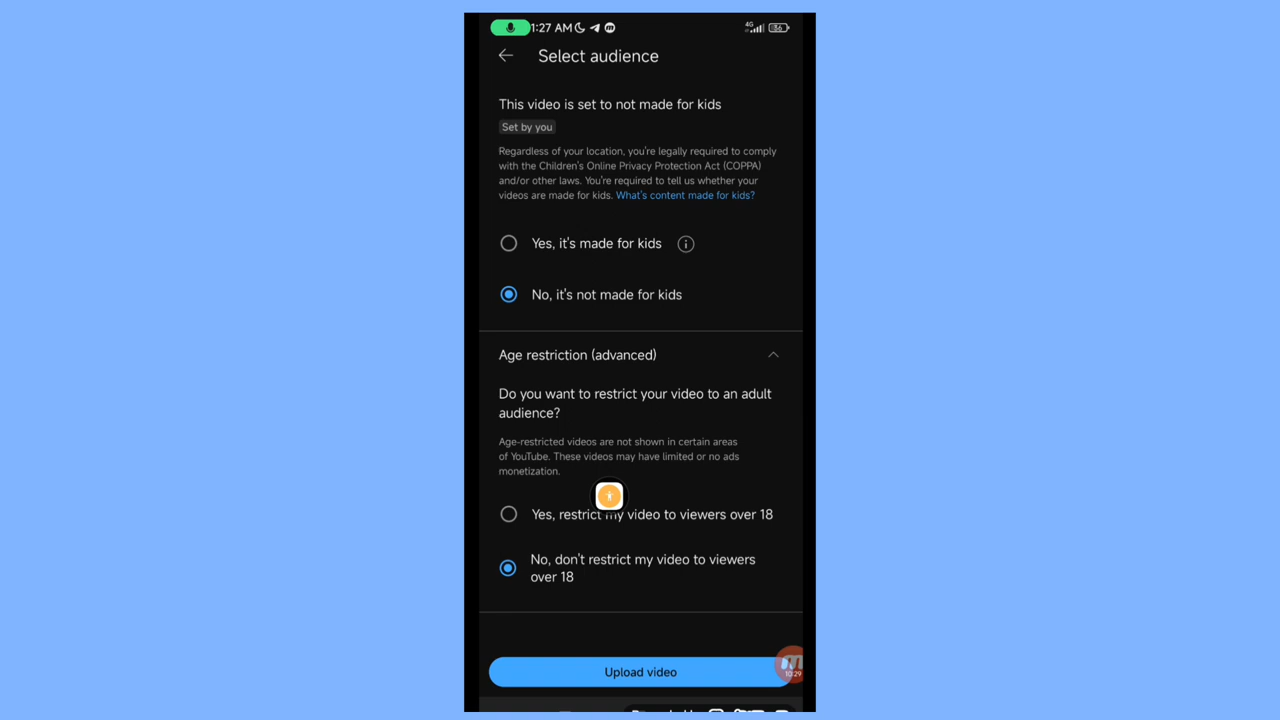 1:27 AM
4G
36
Select audience
This video is set to not made for kids
Set by you
Regardless of your location, you're legally required to comply
with the Children's Online Privacy Protection Act (COPPA)
and/or other laws. You're required to tell us whether your
videos are made for kids. What's content made for kids?
Yes, it's made for kids
No, it's not made for kids
Age restriction (advanced)
Do you want to restrict your video to an adult
audience?
Age-restricted videos are not shown in certain areas
of YouTube. These videos may have limited or no ads
monetization.
Yes, restrict my video to viewers over 18
No, don't restrict my video to viewers
over 18
Upload video
10:29